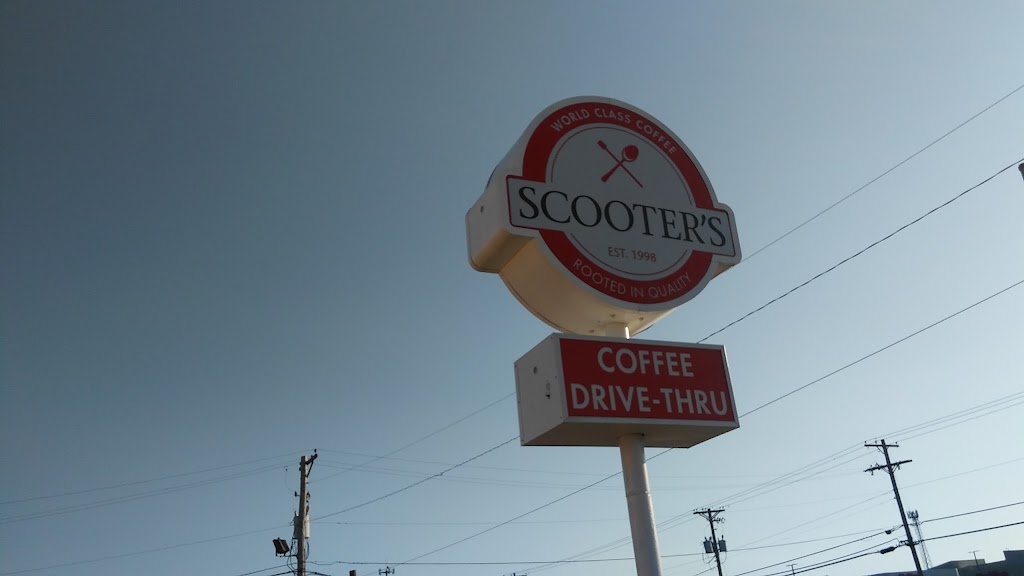 WORLD CLASS COFFEE
SCOOTER'S
EST. 1998
ROOTED IN QUALITY
COFFEE
DRIVE-THRU